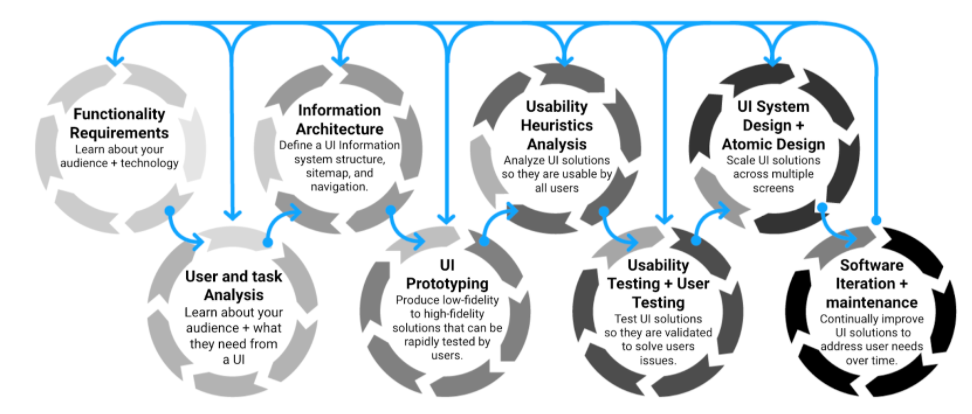 Functionality
Requirements
Learn about your
audience + technology
User and task
Analysis
Learn about your
audience + what
they need from
a UI
Information
Architecture
Define a UI Information
system structure,
sitemap, and
navigation.
UI
Prototyping
Produce low-fidelity
to high-fidelity
solutions that can be
rapidly tested by
users.
Usability
Heuristics
Analysis
Analyze UI solutions
so they are usable by
all users
Usability
Testing + User
Testing
Test UI solutions
so they are validated
to solve users
issues.
UI System
Design +
Atomic Design
Scale UI solutions
across multiple
screens
Software
Iteration +
maintenance
Continually improve
UI solutions to
address user needs
over time.